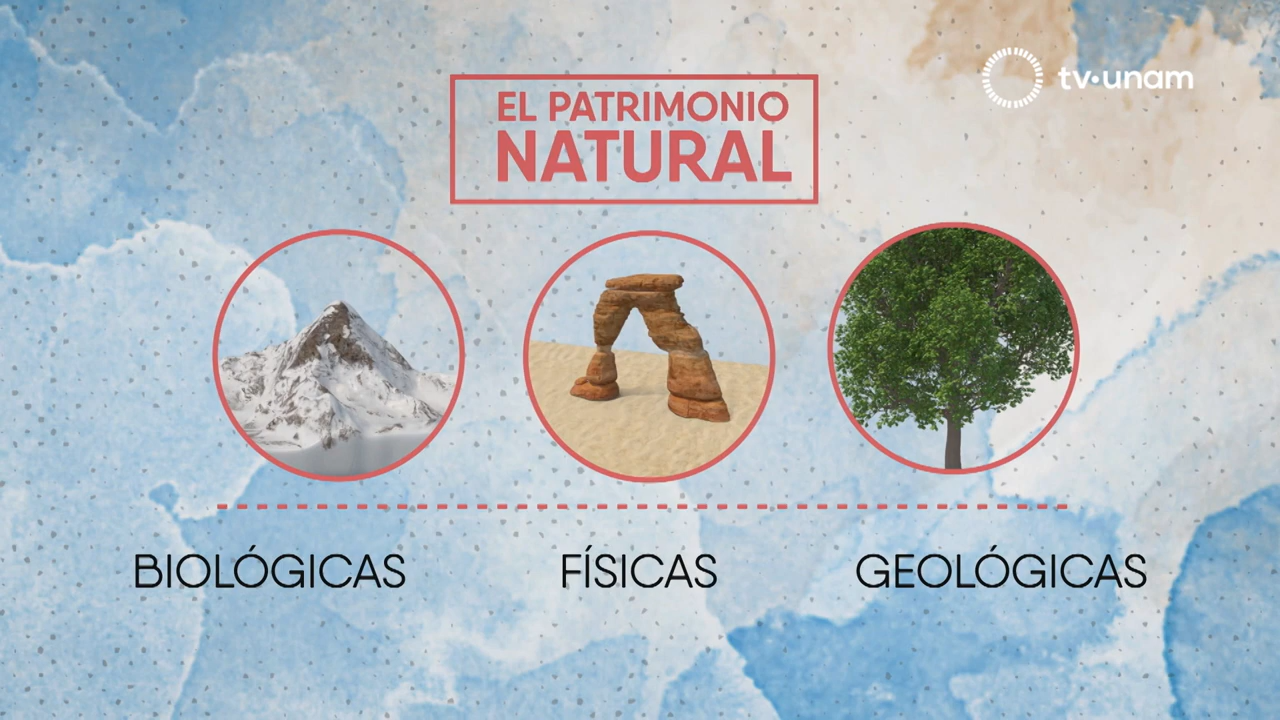 tv·unam
EL PATRIMONIO
NATURAL
BIOLÓGICAS
FÍSICAS
GEOLÓGICAS